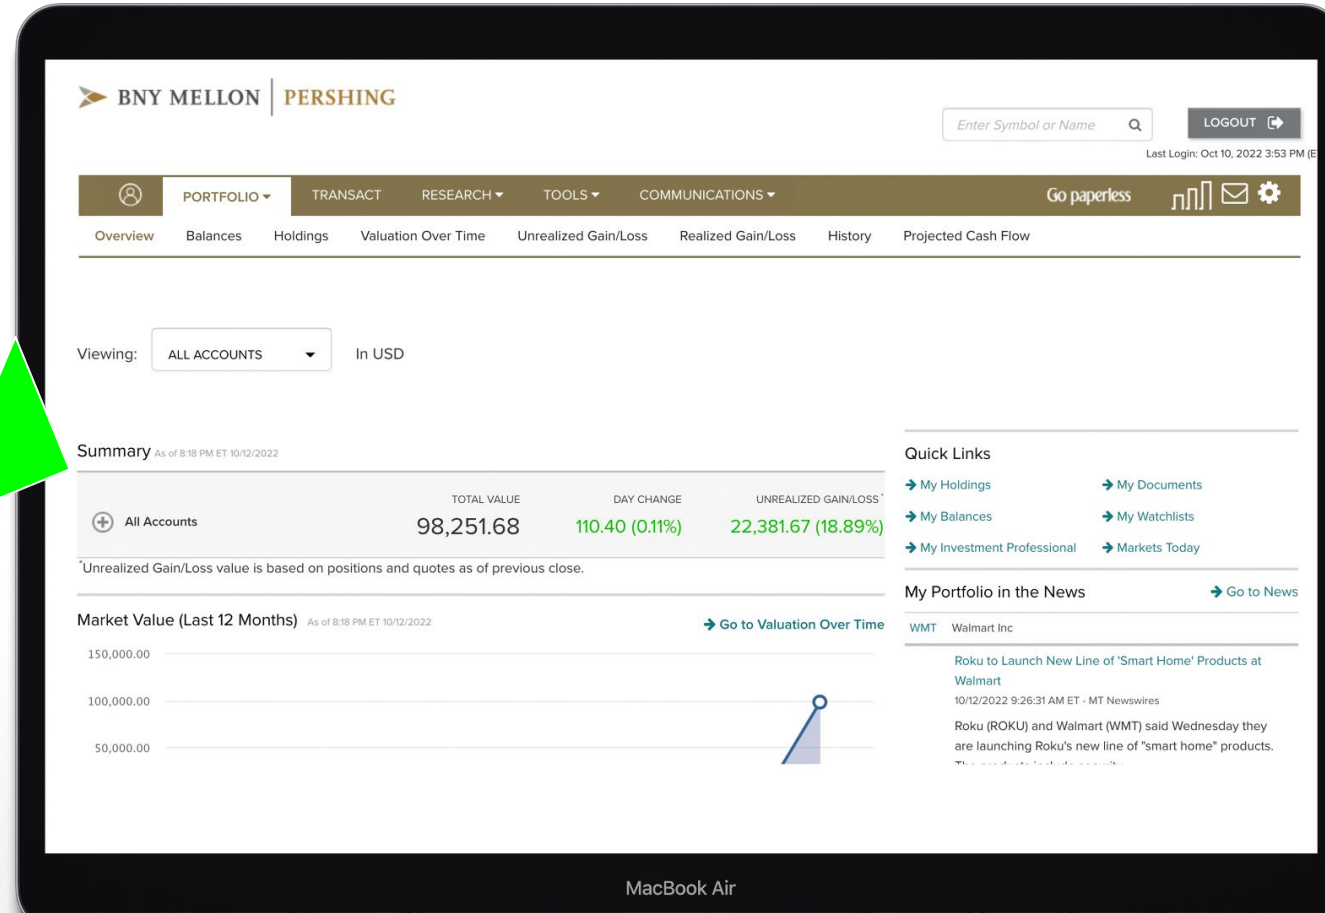 BNY MELLON | PERSHING
Enter Symbol or Name
LOGOUT
Last Login: Oct 10, 2022 3:53 PM
PORTFOLIO TRANSACT RESEARCH TOOLS COMMUNICATIONS Go paperless
Overview Balances Holdings Valuation Over Time Unrealized Gain/Loss Realized Gain/Loss History Projected Cash Flow
Viewing: ALL ACCOUNTS In USD
Summary As of 8:18 PM ET 10/12/2022
TOTAL VALUE DAY CHANGE UNREALIZED GAIN/LOSS*
All Accounts 98,251.68 110.40 (0.11%) 22,381.67 (18.89%)
*Unrealized Gain/Loss value is based on positions and quotes as of previous close.
Market Value (Last 12 Months) As of 8:18 PM ET 10/12/2022 Go to Valuation Over Time
150,000.00
100,000.00
50,000.00
Quick Links
My Holdings My Documents
My Balances My Watchlists
My Investment Professional Markets Today
My Portfolio in the News Go to News
WMT Walmart Inc
Roku to Launch New Line of 'Smart Home' Products at
Walmart
10/12/2022 9:26:31 AM ET - MT Newswires
Roku (ROKU) and Walmart (WMT) said Wednesday they
are launching Roku's new line of "smart home" products.
MacBook Air